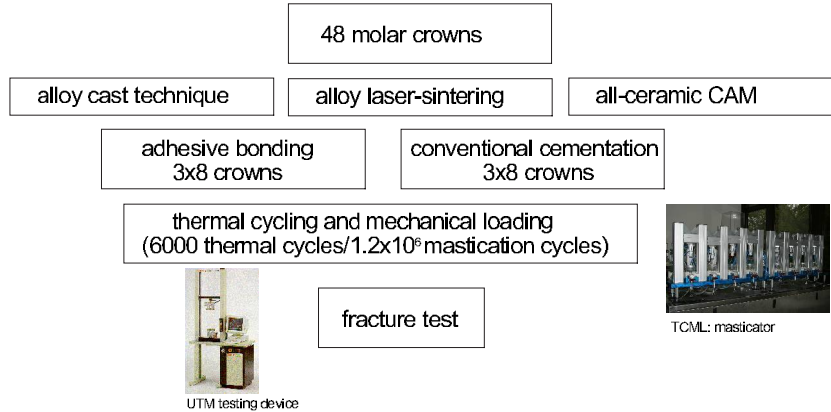 48 molar crowns
alloy cast technique
alloy laser-sintering
all-ceramic CAM
adhesive bonding
3x8 crowns
conventional cementation
3x8 crowns
thermal cycling and mechanical loading
(6000 thermal cycles/1.2x10⁶ mastication cycles)
fracture test
TCML: masticator
UTM testing device